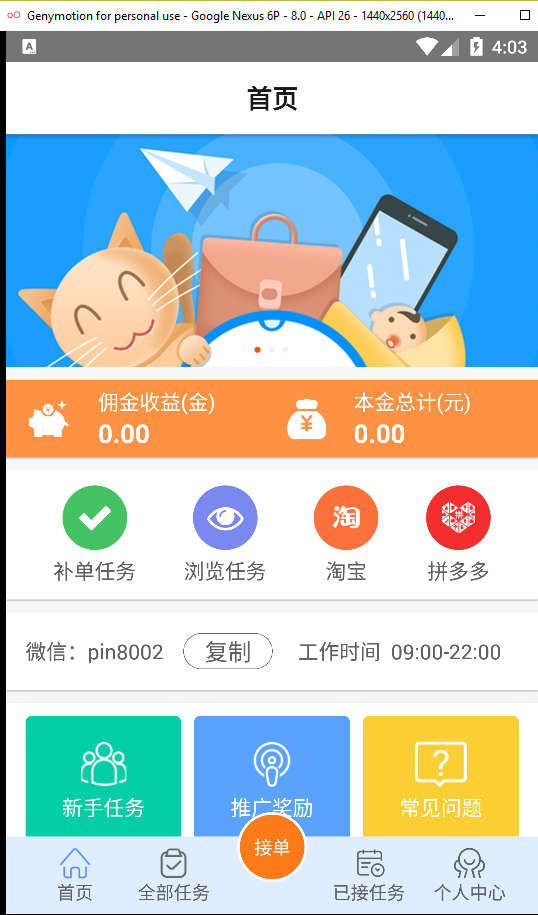 Genymotion for personal use - Google Nexus 6P - 8.0 - API 26 - 1440x2560 (1440...
A
4:03
首页
佣金收益(金)
0.00
本金总计(元)
0.00
淘
拼
补单任务
浏览任务
淘宝
拼多多
微信：pin8002
复制
工作时间 09:00-22:00
新手任务
推广奖励
常见问题
接单
首页
全部任务
已接任务
个人中心